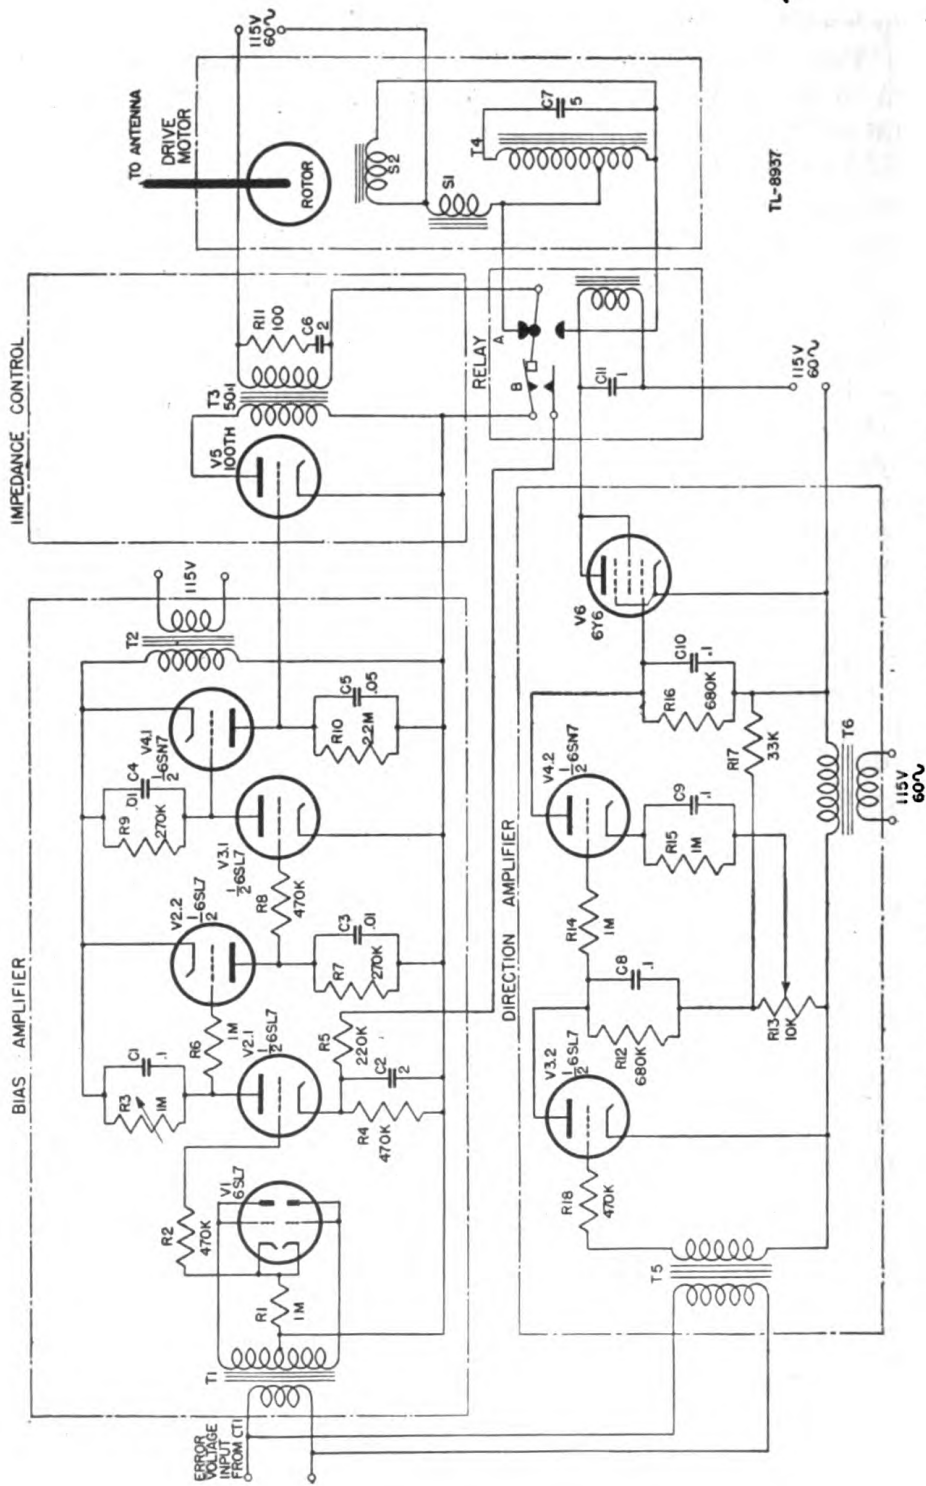 BIAS AMPLIFIER
IMPEDANCE CONTROL
TO ANTENNA
DRIVE
MOTOR
ROTOR
115V
60~
ERROR
VOLTAGE
INPUT
FROM CT1
T1
R1
1M
V1
6SL7
R2
470K
R3
1M
C1
.1
V2.1
½ 6SL7
R4
470K
C2
2
R5
220K
R6
1M
V2.2
½ 6SL7
R7
270K
C3
.01
R8
470K
V3.1
½ 6SL7
R9
270K
C4
.01
V4.1
½ 6SN7
R10
2.2M
C5
.05
T2
115V
V5
100TH
T3
50:1
R11
100
C6
2
S2
S1
T4
C7
5
RELAY
A
B
C11
1
115V
60~
DIRECTION AMPLIFIER
T5
R18
470K
V3.2
½ 6SL7
R12
680K
C8
.1
R14
1M
V4.2
½ 6SN7
R15
1M
C9
.1
R13
10K
R17
33K
R16
680K
C10
.1
V6
6Y6
T6
115V
60~
TL-8937